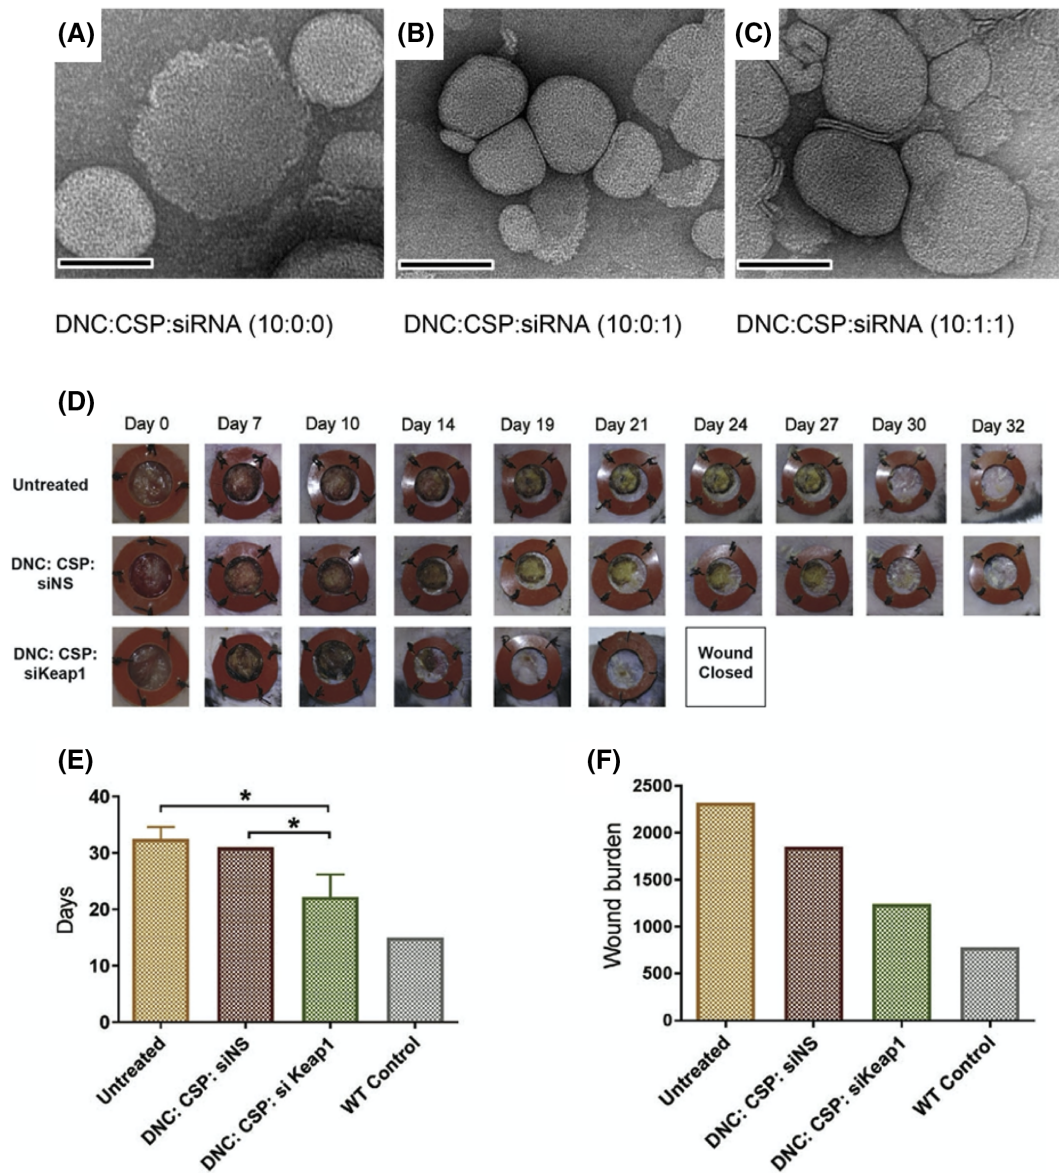 (A)
(B)
(C)
DNC:CSP:siRNA (10:0:0)
DNC:CSP:siRNA (10:0:1)
DNC:CSP:siRNA (10:1:1)
(D)
Day 0
Day 7
Day 10
Day 14
Day 19
Day 21
Day 24
Day 27
Day 30
Day 32
Untreated
DNC: CSP:
siNS
DNC: CSP:
siKeap1
Wound
Closed
(E)
40
30
20
10
0
Days
*
*
Untreated
DNC: CSP: siNS
DNC: CSP: si Keap1
WT Control
(F)
2500
2000
1500
1000
500
0
Wound burden
Untreated
DNC: CSP: siNS
DNC: CSP: siKeap1
WT Control